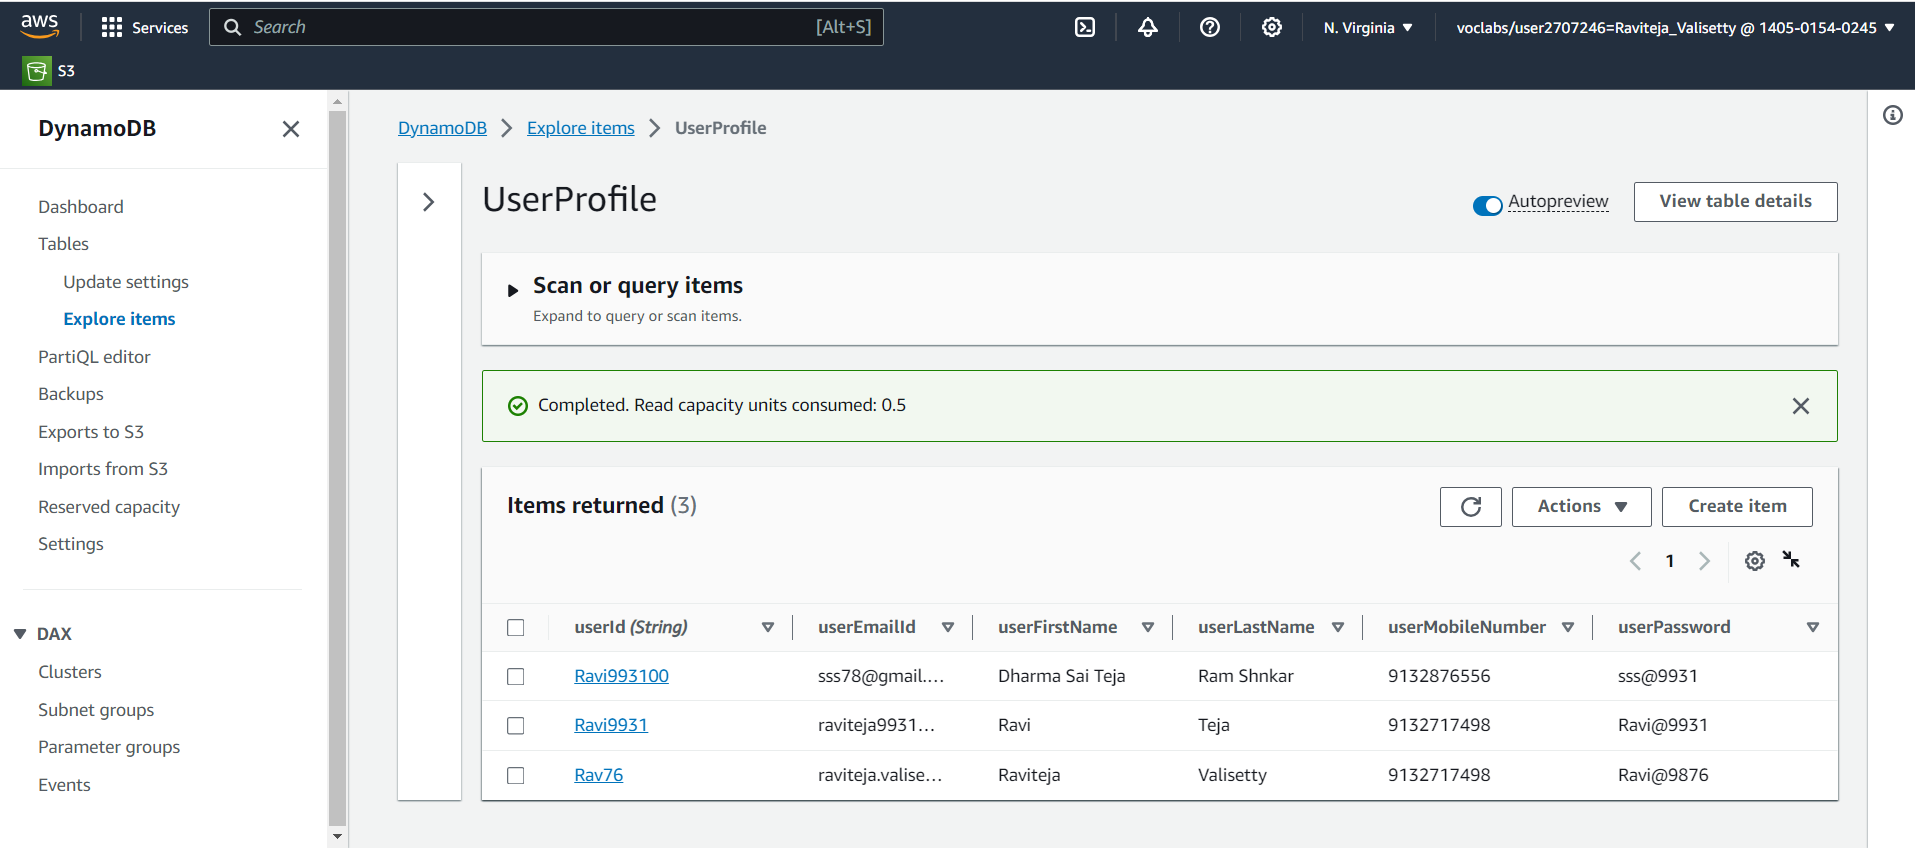 aws Services Search [Alt+S] N. Virginia voclabs/user2707246=Raviteja_Valisetty @ 1405-0154-0245
S3
DynamoDB
Dashboard
Tables
Update settings
Explore items
PartiQL editor
Backups
Exports to S3
Imports from S3
Reserved capacity
Settings
DAX
Clusters
Subnet groups
Parameter groups
Events
DynamoDB Explore items UserProfile
UserProfile
Autopreview View table details
Scan or query items
Expand to query or scan items.
Completed. Read capacity units consumed: 0.5
Items returned (3)
Actions Create item
1
userId (String) userEmailId userFirstName userLastName userMobileNumber userPassword
Ravi993100 sss78@gmail.... Dharma Sai Teja Ram Shnkar 9132876556 sss@9931
Ravi9931 raviteja9931... Ravi Teja 9132717498 Ravi@9931
Rav76 raviteja.valise... Raviteja Valisetty 9132717498 Ravi@9876